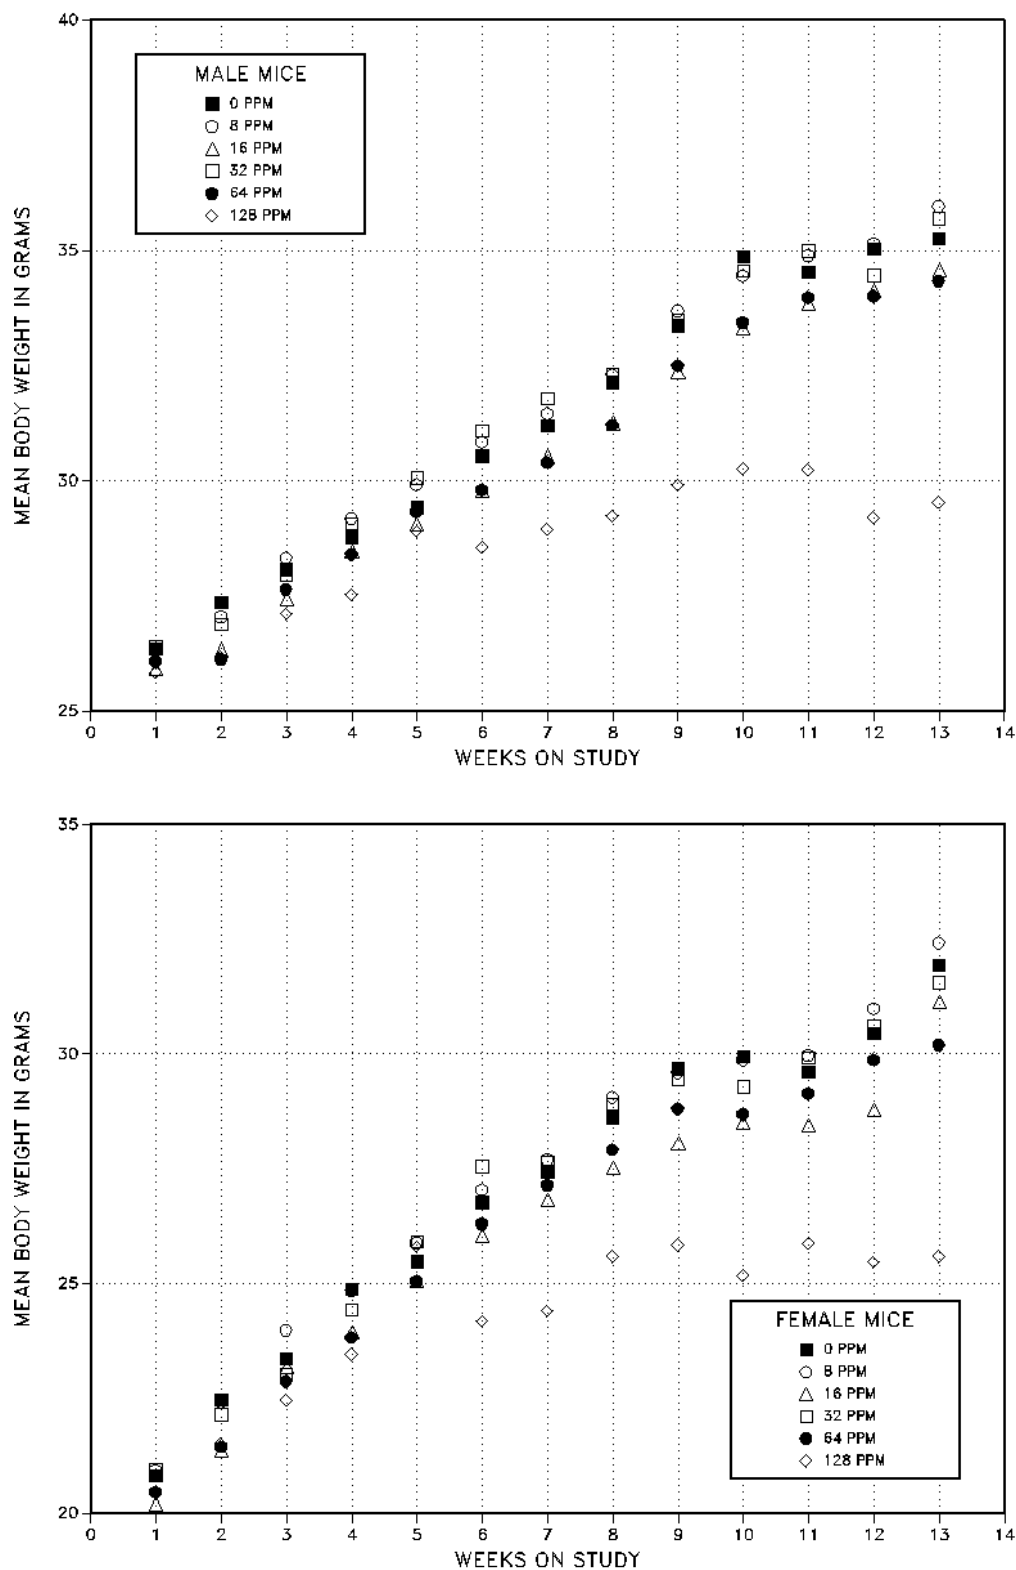 40
MALE MICE
0 PPM
8 PPM
16 PPM
32 PPM
64 PPM
128 PPM
35
30
25
MEAN BODY WEIGHT IN GRAMS
0 1 2 3 4 5 6 7 8 9 10 11 12 13 14
WEEKS ON STUDY
35
30
25
20
MEAN BODY WEIGHT IN GRAMS
FEMALE MICE
0 PPM
8 PPM
16 PPM
32 PPM
64 PPM
128 PPM
0 1 2 3 4 5 6 7 8 9 10 11 12 13 14
WEEKS ON STUDY